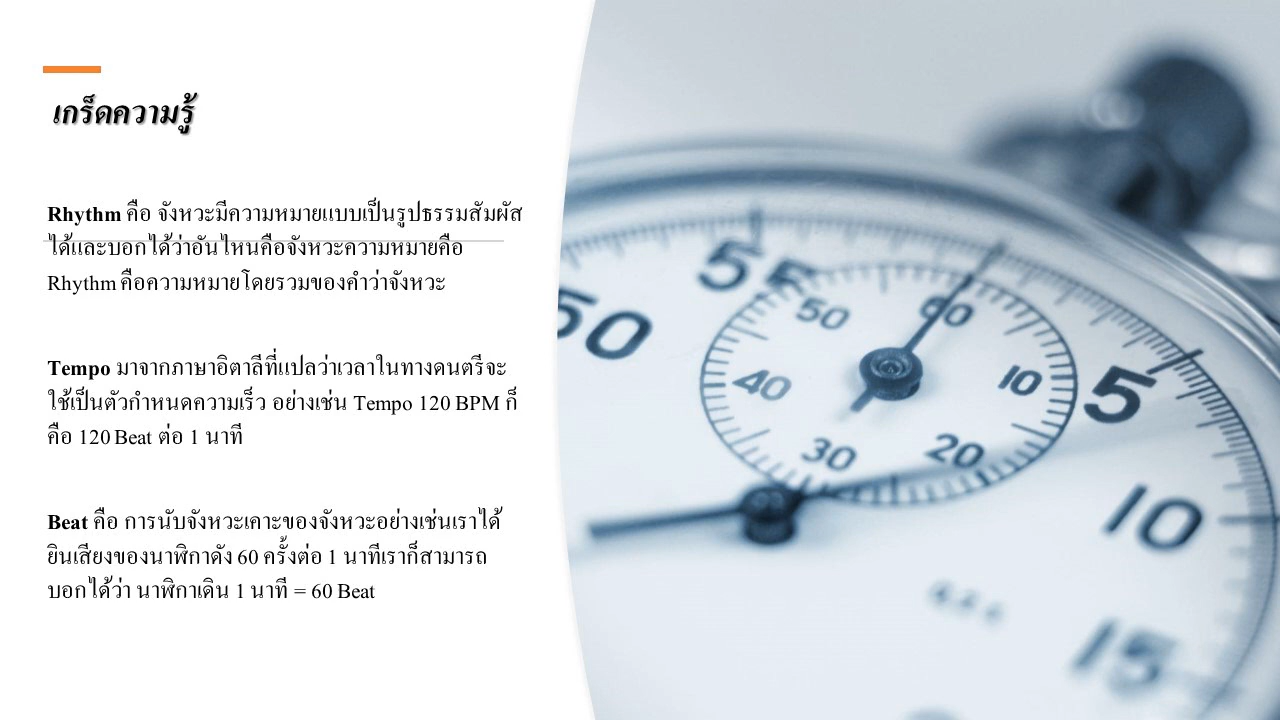 เกร็ดความรู้
Rhythm คือ จังหวะมีความหมายแบบเป็นรูปธรรมสัมผัส
ได้และบอกได้ว่าอันไหนคือจังหวะความหมายคือ
Rhythm คือความหมายโดยรวมของคำว่าจังหวะ
Tempo มาจากภาษาอิตาลีที่แปลว่าเวลาในทางดนตรีจะ
ใช้เป็นตัวกำหนดความเร็ว อย่างเช่น Tempo 120 BPM ก็
คือ 120 Beat ต่อ 1 นาที
Beat คือ การนับจังหวะเคาะของจังหวะอย่างเช่นเราได้
ยินเสียงของนาฬิกาดัง 60 ครั้งต่อ 1 นาทีเราก็สามารถ
บอกได้ว่า นาฬิกาเดิน 1 นาที = 60 Beat
55
50
5
10
15
60
50
10
40
20
30